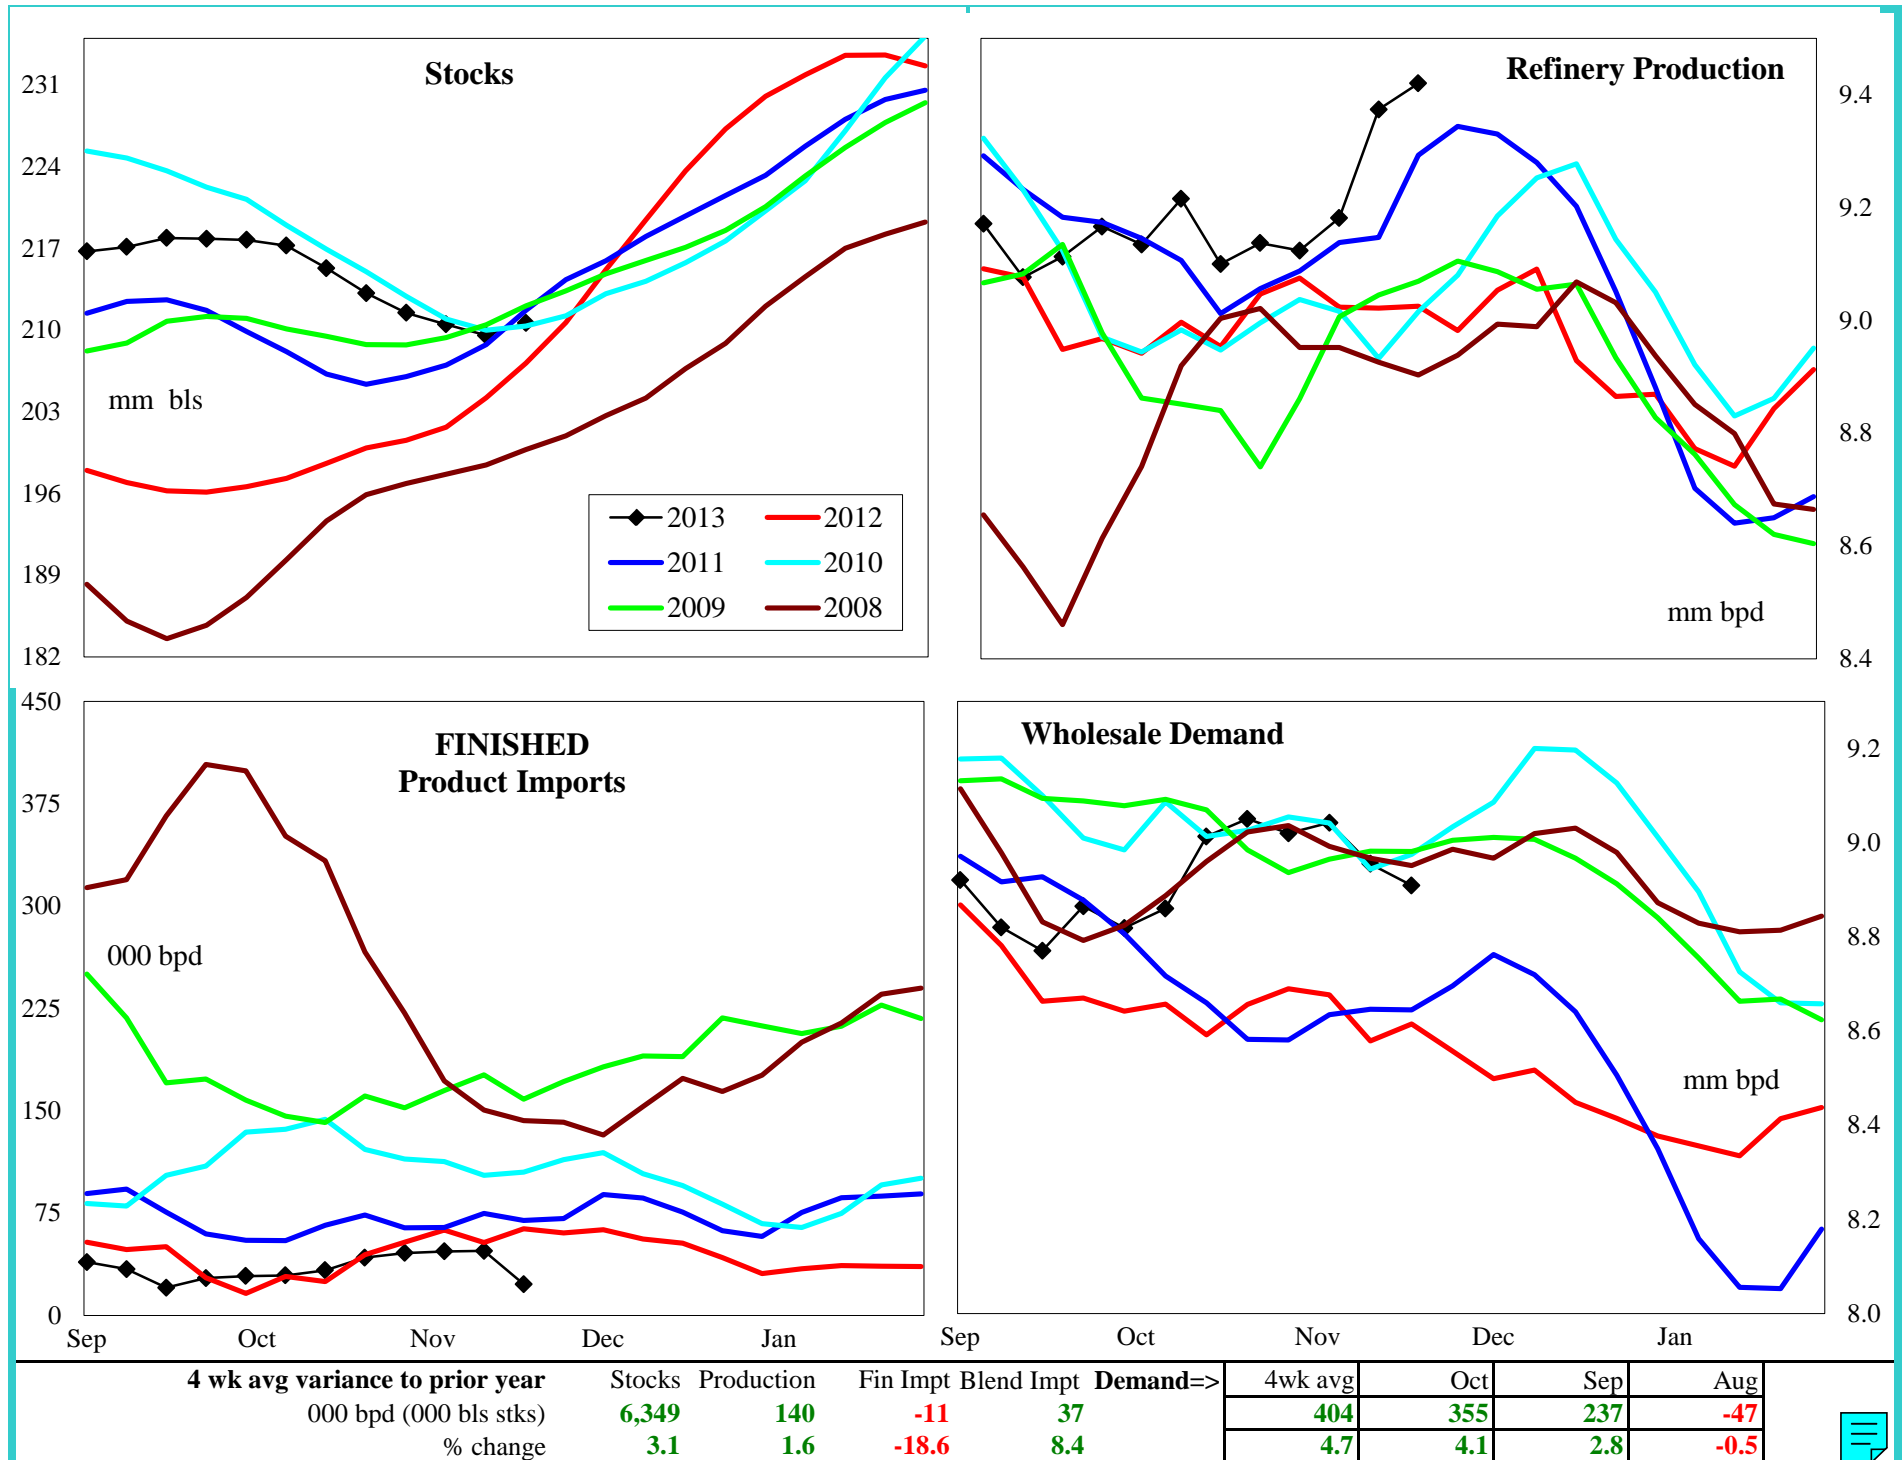 Stocks
231
224
217
210
203
196
189
182
mm bls
2013
2012
2011
2010
2009
2008
Refinery Production
9.4
9.2
9.0
8.8
8.6
8.4
mm bpd
FINISHED
Product Imports
450
375
300
225
150
75
0
000 bpd
Sep Oct Nov Dec Jan
Wholesale Demand
9.2
9.0
8.8
8.6
8.4
8.2
8.0
mm bpd
Sep Oct Nov Dec Jan
4 wk avg variance to prior year Stocks Production Fin Impt Blend Impt Demand=> 4wk avg Oct Sep Aug
000 bpd (000 bls stks) 6,349 140 -11 37 404 355 237 -47
% change 3.1 1.6 -18.6 8.4 4.7 4.1 2.8 -0.5